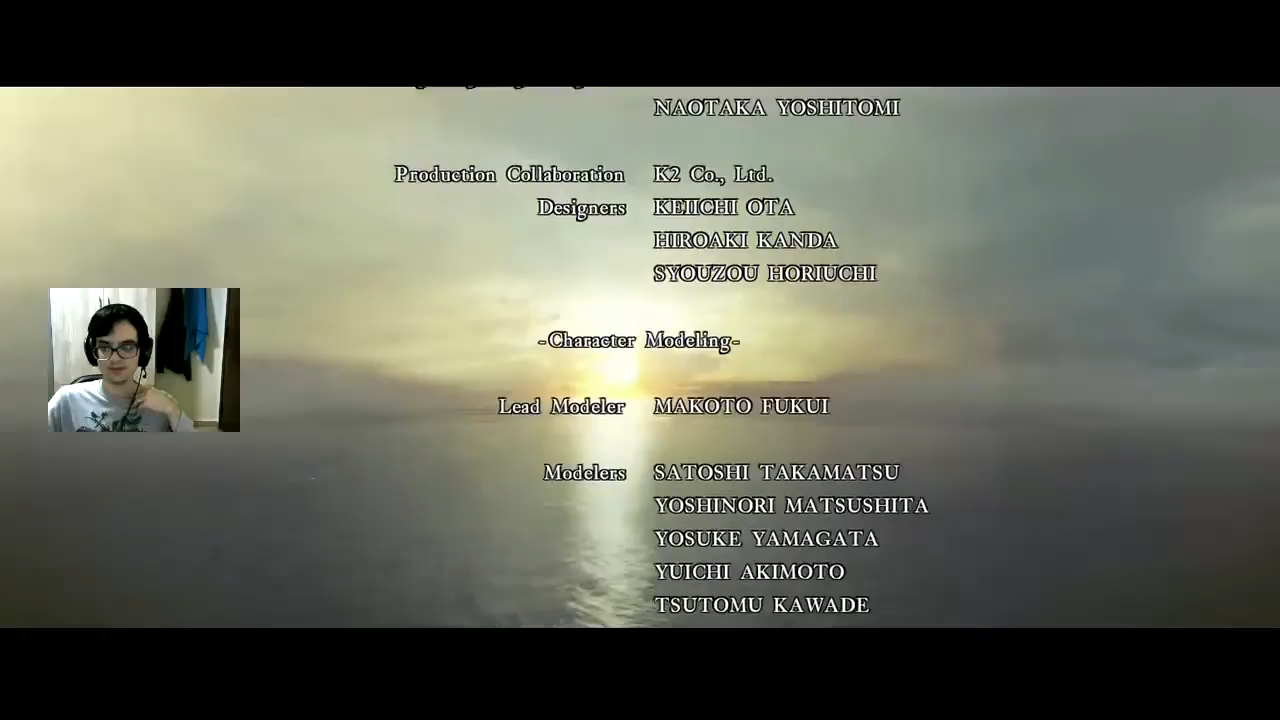 NAOTAKA YOSHITOMI
Production Collaboration K2 Co., Ltd.
Designers KEIICHI OTA
HIROAKI KANDA
SYOUZOU HORIUCHI
-Character Modeling-
Lead Modeler MAKOTO FUKUI
Modelers SATOSHI TAKAMATSU
YOSHINORI MATSUSHITA
YOSUKE YAMAGATA
YUICHI AKIMOTO
TSUTOMU KAWADE